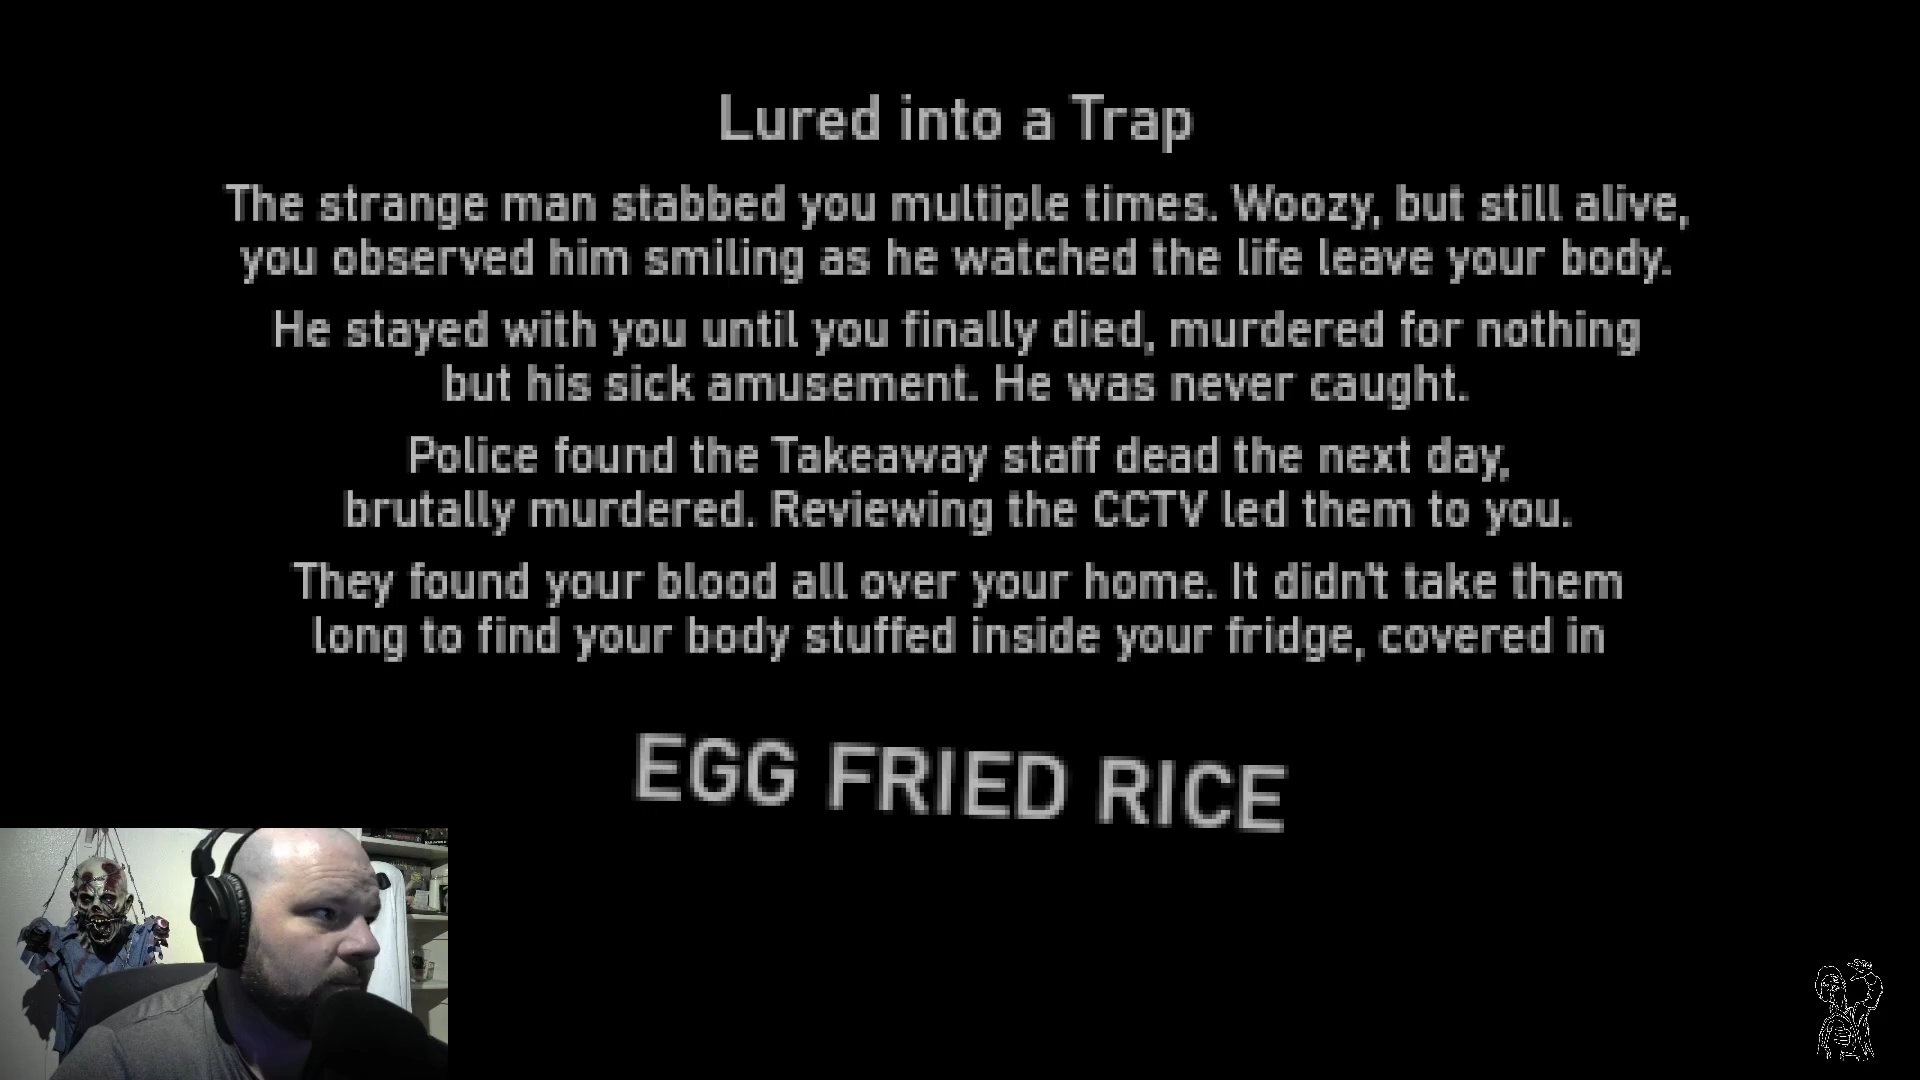 Lured into a Trap
The strange man stabbed you multiple times. Woozy, but still alive,
you observed him smiling as he watched the life leave your body.
He stayed with you until you finally died, murdered for nothing
but his sick amusement. He was never caught.
Police found the Takeaway staff dead the next day,
brutally murdered. Reviewing the CCTV led them to you.
They found your blood all over your home. It didn't take them
long to find your body stuffed inside your fridge, covered in
EGG FRIED RICE